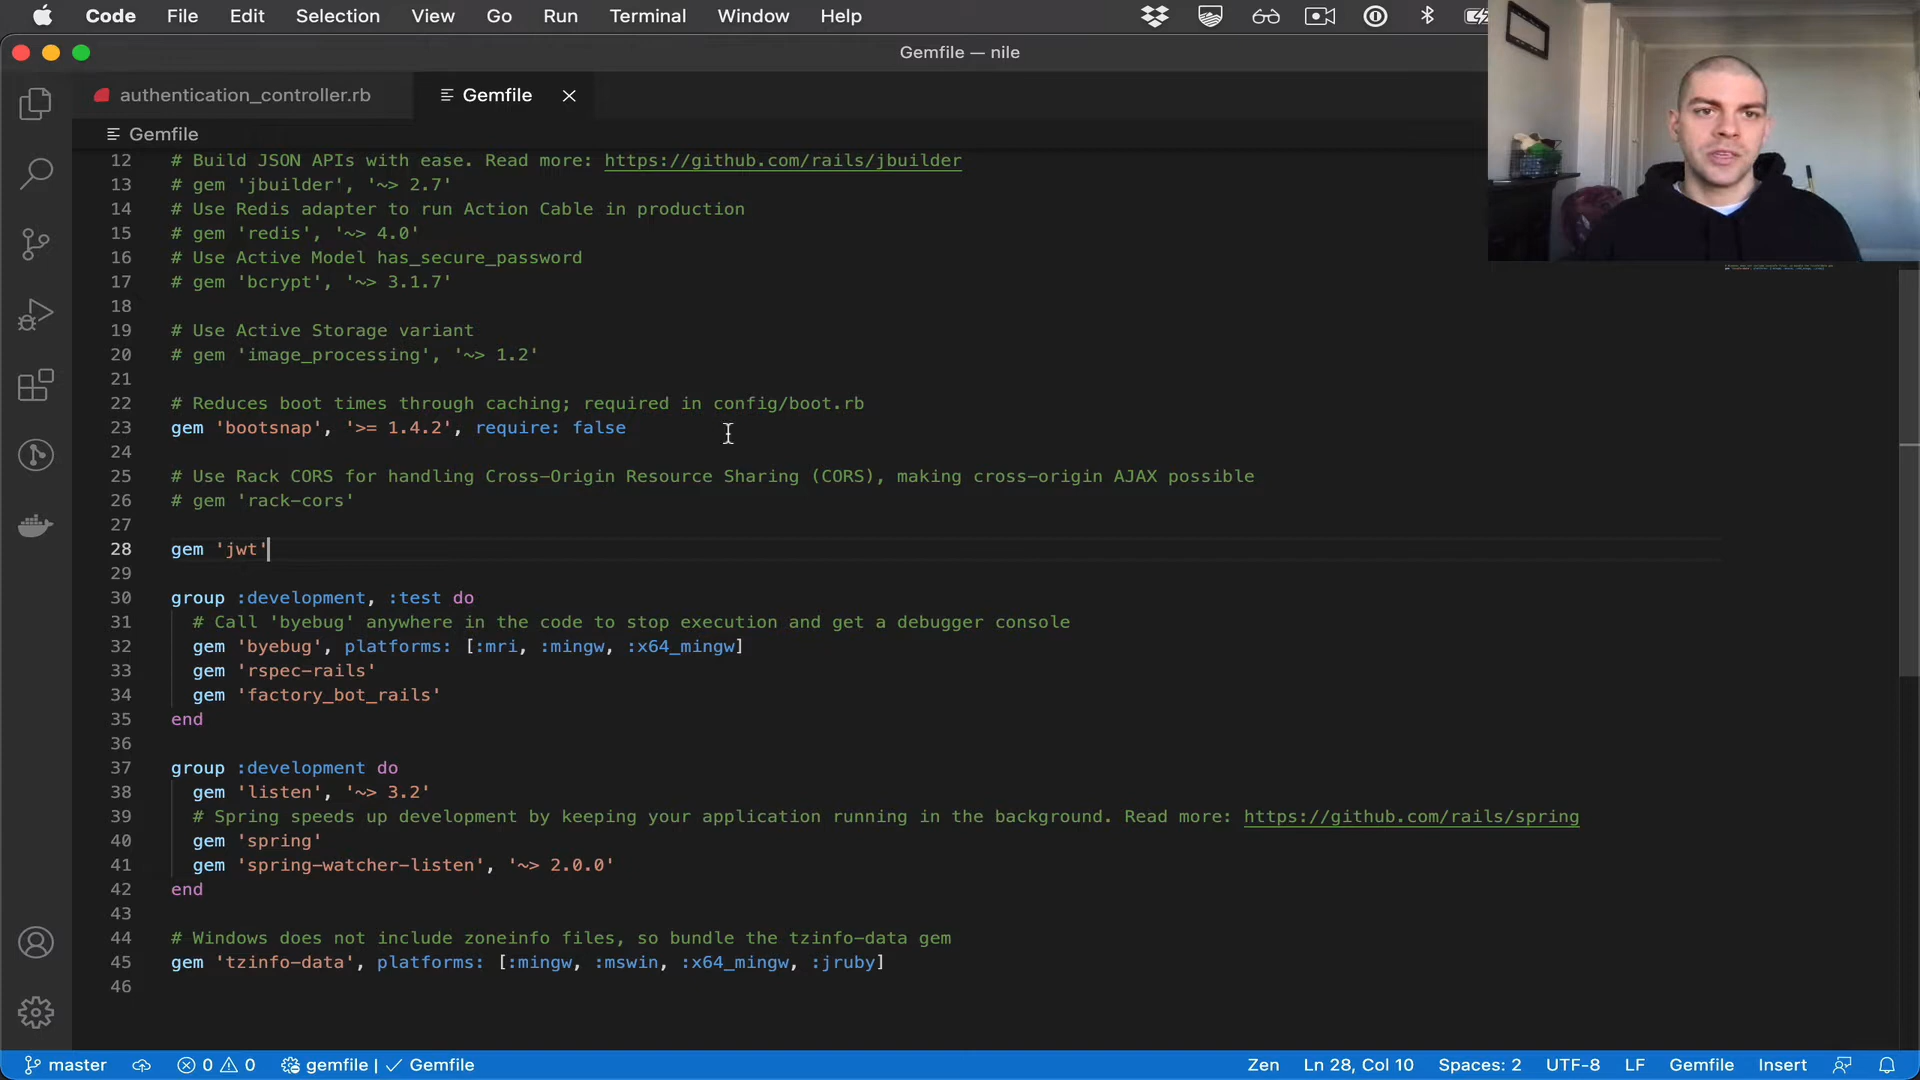 Code File Edit Selection View Go Run Terminal Window Help
Gemfile — nile
authentication_controller.rb
Gemfile
Gemfile
12 # Build JSON APIs with ease. Read more: https://github.com/rails/jbuilder
13 # gem 'jbuilder', '~> 2.7'
14 # Use Redis adapter to run Action Cable in production
15 # gem 'redis', '~> 4.0'
16 # Use Active Model has_secure_password
17 # gem 'bcrypt', '~> 3.1.7'
18
19 # Use Active Storage variant
20 # gem 'image_processing', '~> 1.2'
21
22 # Reduces boot times through caching; required in config/boot.rb
23 gem 'bootsnap', '>= 1.4.2', require: false
24
25 # Use Rack CORS for handling Cross-Origin Resource Sharing (CORS), making cross-origin AJAX possible
26 # gem 'rack-cors'
27
28 gem 'jwt'
29
30 group :development, :test do
31 # Call 'byebug' anywhere in the code to stop execution and get a debugger console
32 gem 'byebug', platforms: [:mri, :mingw, :x64_mingw]
33 gem 'rspec-rails'
34 gem 'factory_bot_rails'
35 end
36
37 group :development do
38 gem 'listen', '~> 3.2'
39 # Spring speeds up development by keeping your application running in the background. Read more: https://github.com/rails/spring
40 gem 'spring'
41 gem 'spring-watcher-listen', '~> 2.0.0'
42 end
43
44 # Windows does not include zoneinfo files, so bundle the tzinfo-data gem
45 gem 'tzinfo-data', platforms: [:mingw, :mswin, :x64_mingw, :jruby]
46
master 0 0 gemfile | ✓ Gemfile Zen Ln 28, Col 10 Spaces: 2 UTF-8 LF Gemfile Insert